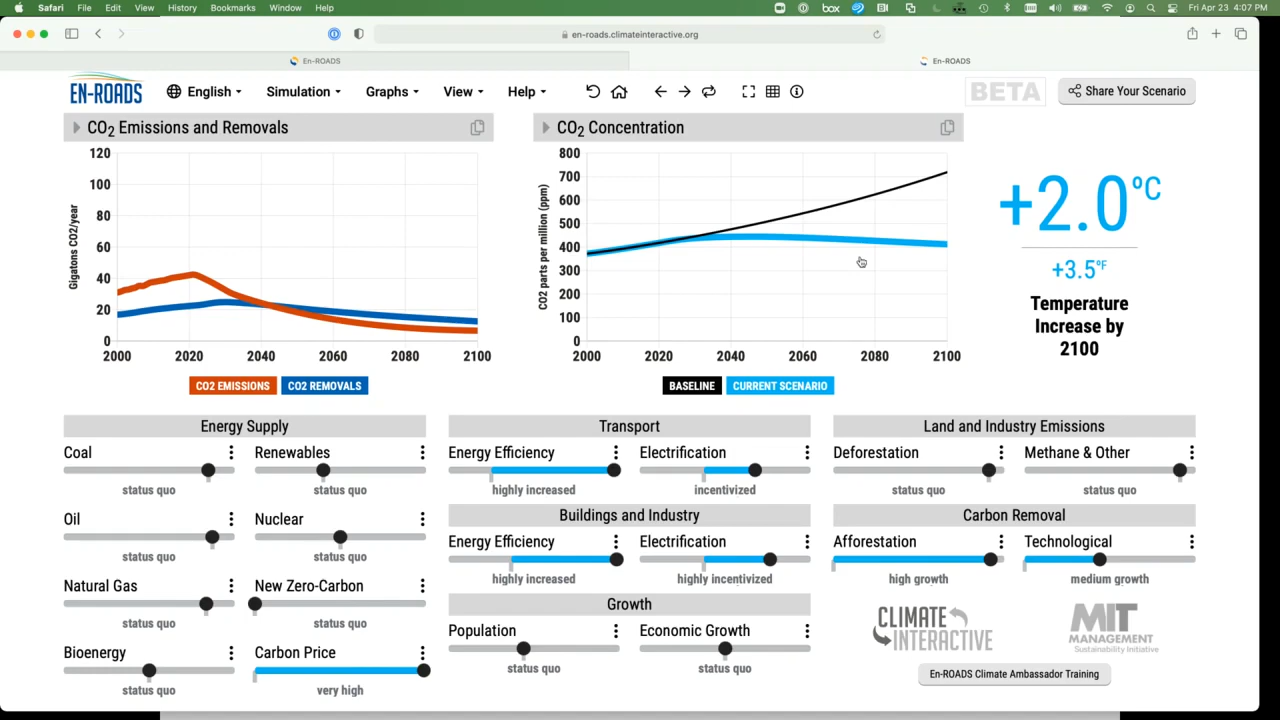 Safari File Edit View History Bookmarks Window Help
box
Fri Apr 23 4:07 PM
en-roads.climateinteractive.org
En-ROADS
En-ROADS
EN-ROADS
English
Simulation
Graphs
View
Help
BETA
Share Your Scenario
CO2 Emissions and Removals
Gigatons CO2/year
120
100
80
60
40
20
0
2000 2020 2040 2060 2080 2100
CO2 EMISSIONS
CO2 REMOVALS
CO2 Concentration
CO2 parts per million (ppm)
800
700
600
500
400
300
200
100
0
2000 2020 2040 2060 2080 2100
BASELINE
CURRENT SCENARIO
+2.0°C
+3.5°F
Temperature
Increase by
2100
Energy Supply
Coal
status quo
Renewables
status quo
Oil
status quo
Nuclear
status quo
Natural Gas
status quo
New Zero-Carbon
status quo
Bioenergy
status quo
Carbon Price
very high
Transport
Energy Efficiency
highly increased
Electrification
incentivized
Buildings and Industry
Energy Efficiency
highly increased
Electrification
highly incentivized
Growth
Population
status quo
Economic Growth
status quo
Land and Industry Emissions
Deforestation
status quo
Methane & Other
status quo
Carbon Removal
Afforestation
high growth
Technological
medium growth
CLIMATE
INTERACTIVE
MIT
MANAGEMENT
Sustainability Initiative
En-ROADS Climate Ambassador Training